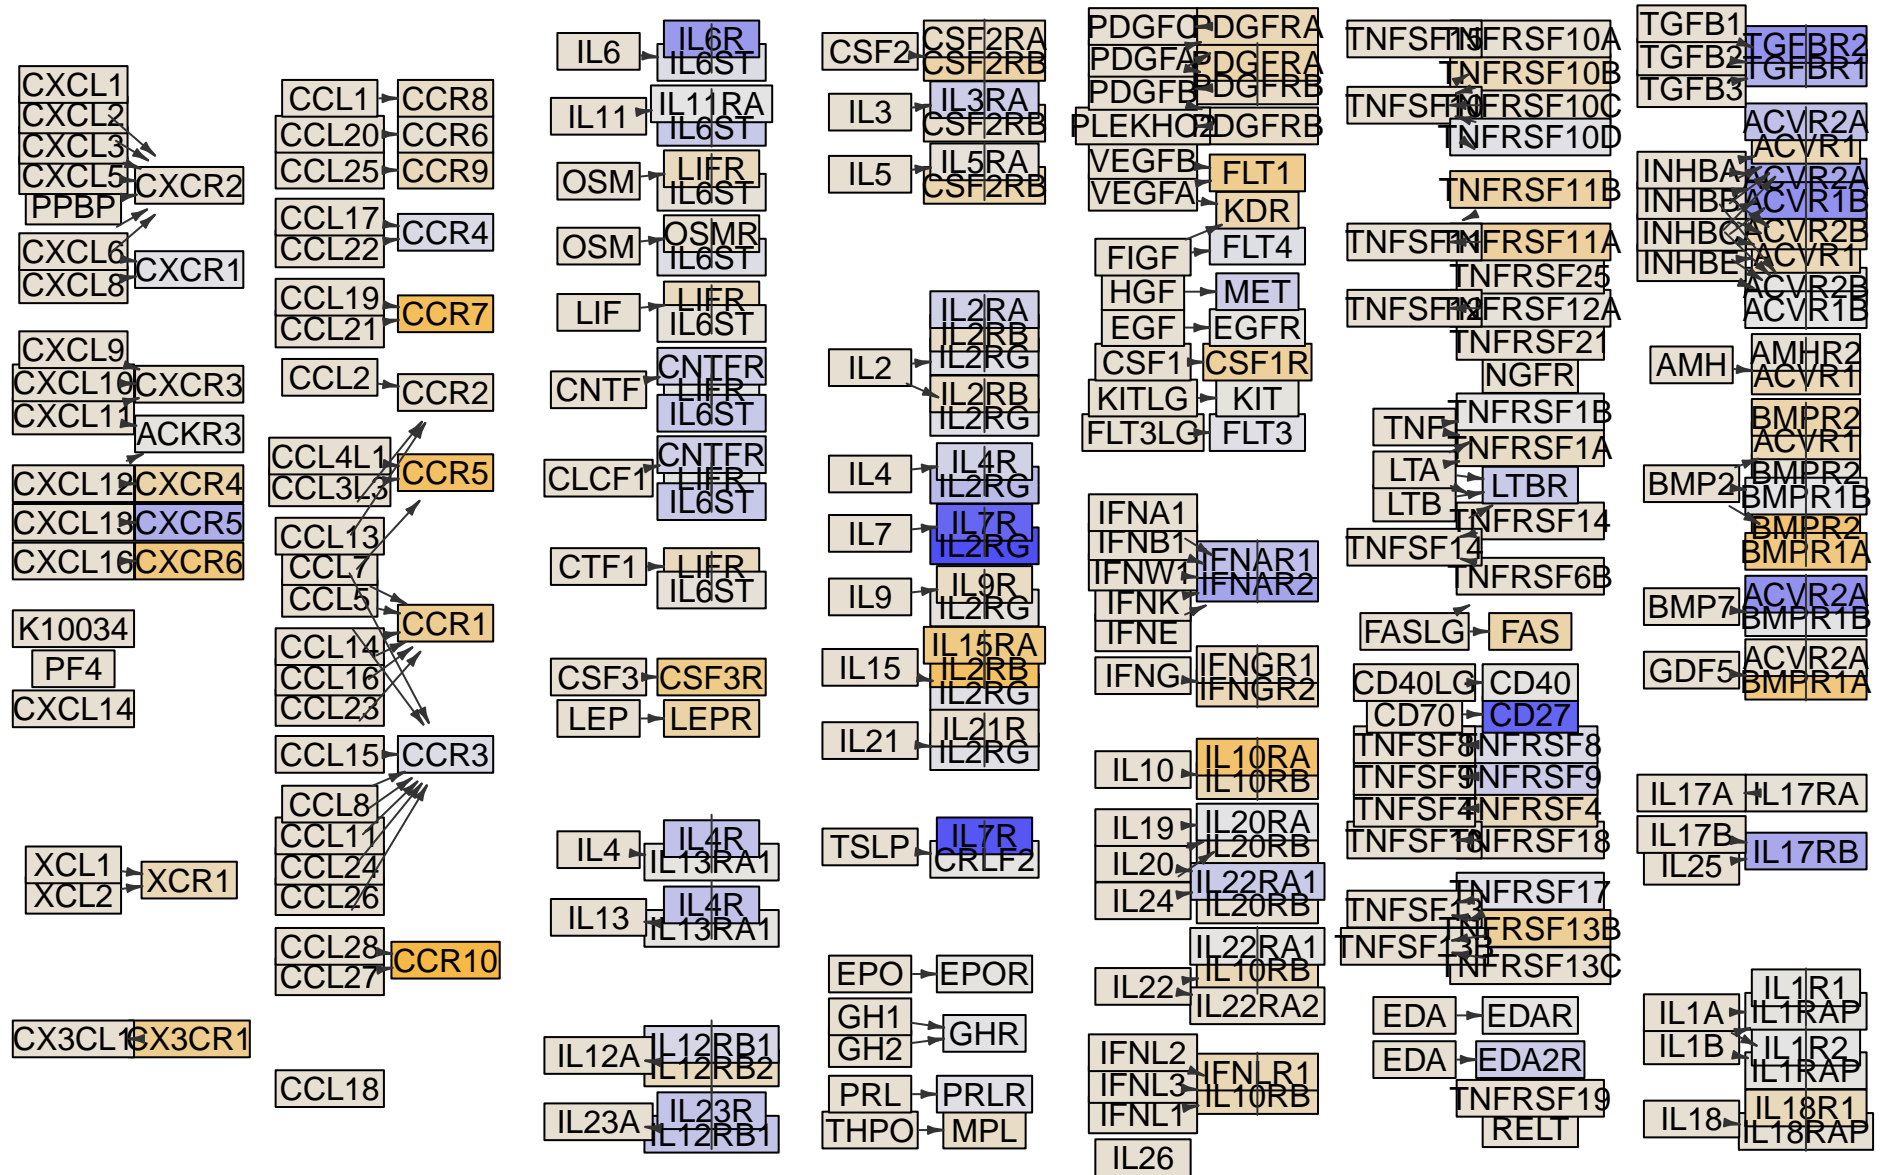 CXCL1
CXCL2
CXCL3
CXCL5
PPBP
CXCR2
CXCL6
CXCL8
CXCR1
CXCL9
CXCL10
CXCL11
CXCR3
ACKR3
CXCL12
CXCR4
CXCL13
CXCR5
CXCL16
CXCR6
K10034
PF4
CXCL14
XCL1
XCL2
XCR1
CX3CL1
CX3CR1
CCL1
CCR8
CCL20
CCR6
CCL25
CCR9
CCL17
CCL22
CCR4
CCL19
CCL21
CCR7
CCL2
CCR2
CCL4L1
CCL3L3
CCR5
CCL13
CCL7
CCL5
CCR1
CCL14
CCL16
CCL23
CCL15
CCR3
CCL8
CCL11
CCL24
CCL26
CCL28
CCL27
CCR10
CCL18
IL6
IL6R
IL6ST
IL11
IL11RA
IL6ST
OSM
LIFR
IL6ST
OSM
OSMR
IL6ST
LIF
LIFR
IL6ST
CNTF
CNTFR
LIFR
IL6ST
CLCF1
CNTFR
LIFR
IL6ST
CTF1
LIFR
IL6ST
CSF3
CSF3R
LEP
LEPR
IL4
IL4R
IL13RA1
IL13
IL4R
IL13RA1
IL12A
IL12RB1
IL12RB2
IL23A
IL23R
IL12RB1
CSF2
CSF2RA
CSF2RB
IL3
IL3RA
CSF2RB
IL5
IL5RA
CSF2RB
IL2
IL2RA
IL2RB
IL2RG
IL2RB
IL2RG
IL4
IL4R
IL2RG
IL7
IL7R
IL2RG
IL9
IL9R
IL2RG
IL15
IL15RA
IL2RB
IL2RG
IL21
IL21R
IL2RG
TSLP
IL7R
CRLF2
EPO
EPOR
GH1
GH2
GHR
PRL
PRLR
THPO
MPL
PDGFC
PDGFRA
PDGFA
PDGFRA
PDGFRB
PDGFB
PLEKHO2
PDGFRB
VEGFB
VEGFA
FLT1
KDR
FIGF
FLT4
HGF
MET
EGF
EGFR
CSF1
CSF1R
KITLG
KIT
FLT3LG
FLT3
IFNA1
IFNB1
IFNW1
IFNK
IFNE
IFNAR1
IFNAR2
IFNG
IFNGR1
IFNGR2
IL10
IL10RA
IL10RB
IL19
IL20
IL24
IL20RA
IL20RB
IL22RA1
IL20RB
IL22
IL22RA1
IL10RB
IL22RA2
IFNL2
IFNL3
IFNL1
IFNLR1
IL10RB
IL26
TNFRSF10A
TNFRSF10B
TNFSF10
TNFRSF10C
TNFRSF10D
TNFRSF11B
TNFSF11
TNFRSF11A
TNFRSF25
TNFSF12
TNFRSF12A
TNFRSF21
NGFR
TNF
TNFRSF1B
TNFRSF1A
LTA
LTB
LTBR
TNFRSF14
TNFSF14
TNFRSF6B
FASLG
FAS
CD40LG
CD40
CD70
CD27
TNFSF8
TNFRSF8
TNFSF9
TNFRSF9
TNFSF4
TNFRSF4
TNFSF18
TNFRSF18
TNFRSF17
TNFSF13
TNFRSF13B
TNFSF13B
TNFRSF13C
EDA
EDAR
EDA
EDA2R
TNFRSF19
RELT
TGFB1
TGFB2
TGFB3
TGFBR2
TGFBR1
ACVR2A
ACVR1
INHBA
INHBB
INHBC
INHBE
ACVR2A
ACVR1B
ACVR2B
ACVR1
ACVR2B
ACVR1B
AMH
AMHR2
ACVR1
BMP2
BMPR2
ACVR1
BMPR2
BMPR1B
BMPR2
BMPR1A
BMP7
ACVR2A
BMPR1B
GDF5
ACVR2A
BMPR1A
IL17A
IL17RA
IL17B
IL25
IL17RB
IL1A
IL1B
IL1R1
IL1RAP
IL1R2
IL1RAP
IL18
IL18R1
IL18RAP